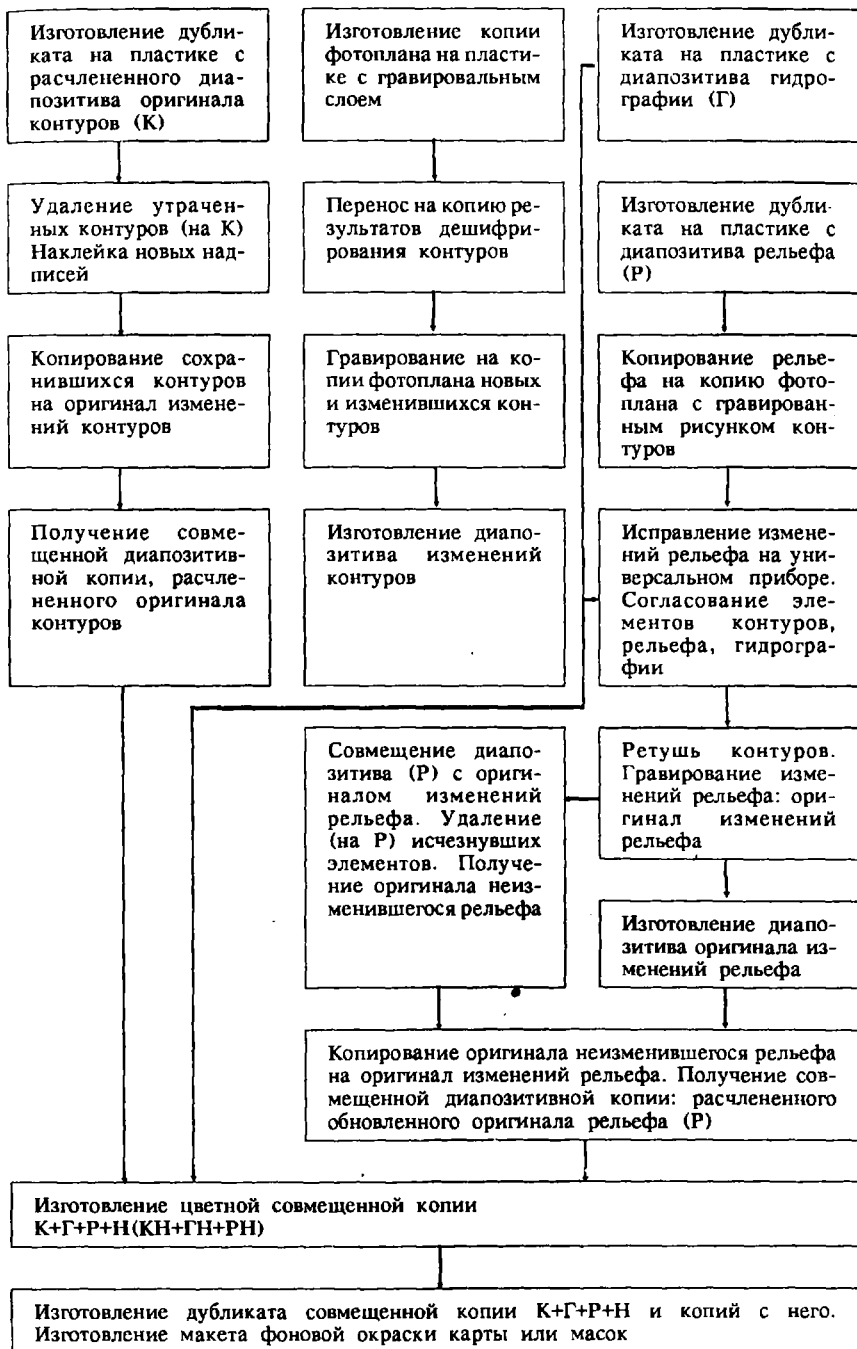 Изготовление дубли-
ката на пластике с
расчлененного диа-
позитива оригинала
контуров (К)
Изготовление копии
фотоплана на пласти-
ке с гравировальным
слоем
Изготовление дубли-
ката на пластике с
диапозитива гидро-
графии (Г)
Удаление утрачен-
ных контуров (на К)
Наклейка новых над-
писей
Перенос на копию ре-
зультатов дешифри-
рования контуров
Изготовление дубли-
ката на пластике с
диапозитива рельефа
(Р)
Копирование сохра-
нившихся контуров
на оригинал измене-
ний контуров
Гравирование на ко-
пии фотоплана новых
и изменившихся кон-
туров
Копирование релье-
фа на копию фото-
плана с гравирован-
ным рисунком кон-
туров
Получение совме-
щенной диапозитив-
ной копии, расчле-
ненного оригинала
контуров
Изготовление диапо-
зитива изменений
контуров
Исправление измене-
ний рельефа на уни-
версальном приборе.
Согласование эле-
ментов контуров,
рельефа, гидрогра-
фии
Совмещение диапо-
зитива (Р) с ориги-
налом изменений
рельефа. Удаление
(на Р) исчезнувших
элементов. Получе-
ние оригинала неиз-
менившегося рельефа
Ретушь контуров.
Гравирование изме-
нений рельефа: ори-
гинал изменений
рельефа
Изготовление диапо-
зитива оригинала из-
менений рельефа
Копирование оригинала неизменившегося рельефа
на оригинал изменений рельефа. Получение сов-
мещенной диапозитивной копии: расчлененного
обновленного оригинала рельефа (Р)
Изготовление цветной совмещенной копии
К+Г+Р+Н(КН+ГН+РН)
Изготовление дубликата совмещенной копии К+Г+Р+Н и копий с него.
Изготовление макета фоновой окраски карты или масок